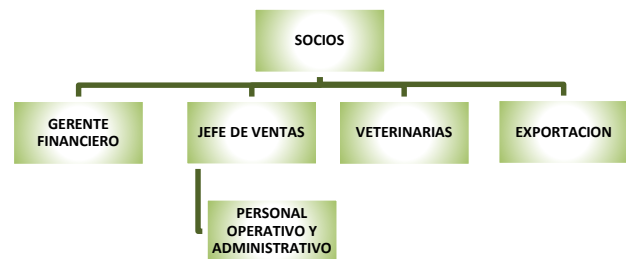 SOCIOS
GERENTE
FINANCIERO
JEFE DE VENTAS
VETERINARIAS
EXPORTACION
PERSONAL
OPERATIVO Y
ADMINISTRATIVO